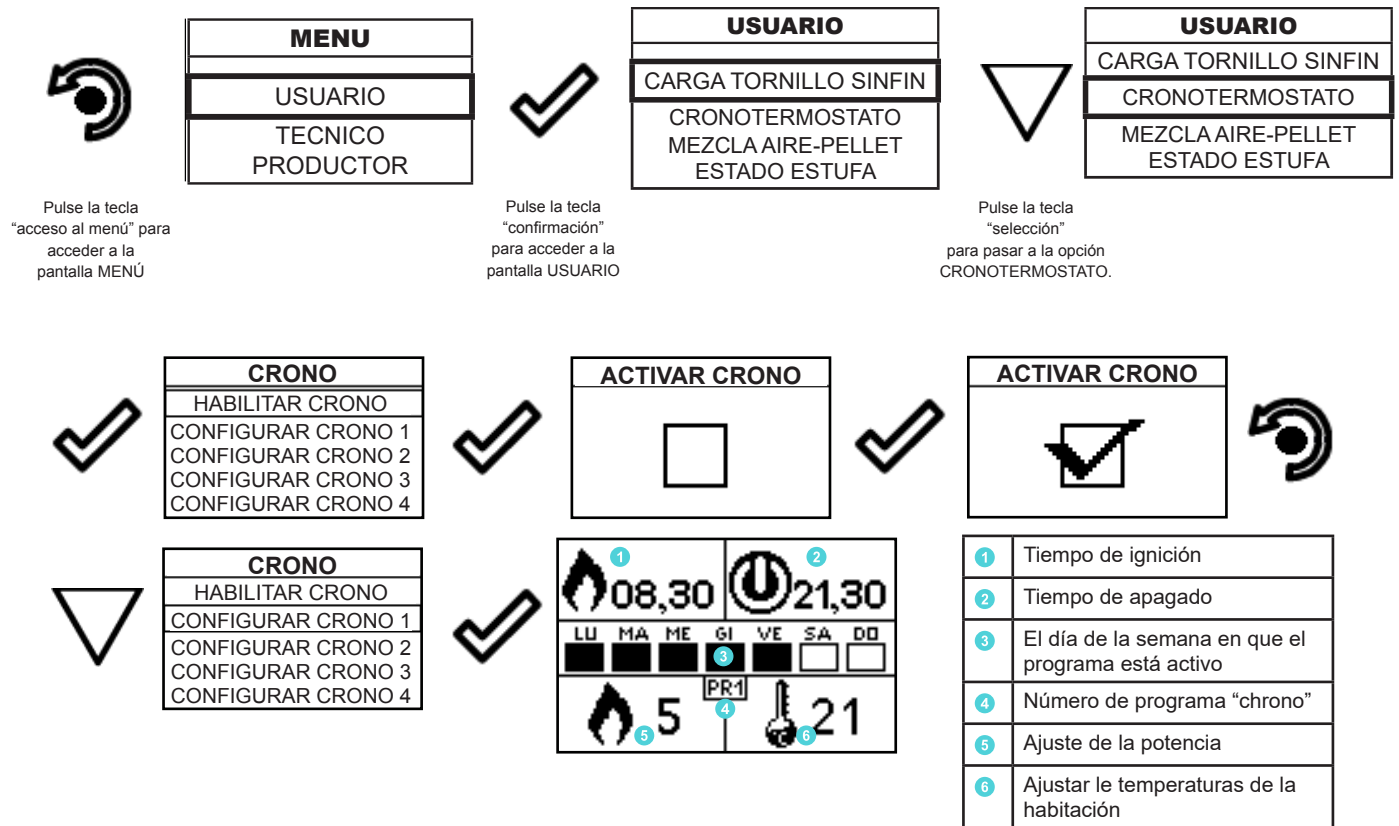 MENU
USUARIO
TECNICO
PRODUCTOR
USUARIO
CARGA TORNILLO SINFIN
CRONOTERMOSTATO
MEZCLA AIRE-PELLET
ESTADO ESTUFA
USUARIO
CARGA TORNILLO SINFIN
CRONOTERMOSTATO
MEZCLA AIRE-PELLET
ESTADO ESTUFA
Pulse la tecla
“acceso al menú” para
acceder a la
pantalla MENÚ
Pulse la tecla
“confirmación”
para acceder a la
pantalla USUARIO
Pulse la tecla
“selección”
para pasar a la opción
CRONOTERMOSTATO.
CRONO
HABILITAR CRONO
CONFIGURAR CRONO 1
CONFIGURAR CRONO 2
CONFIGURAR CRONO 3
CONFIGURAR CRONO 4
ACTIVAR CRONO
ACTIVAR CRONO
CRONO
HABILITAR CRONO
CONFIGURAR CRONO 1
CONFIGURAR CRONO 2
CONFIGURAR CRONO 3
CONFIGURAR CRONO 4
1 2
08,30 21,30
LU MA ME GI VE SA DO
3
PR1
4
5 5 6 21
1 Tiempo de ignición
2 Tiempo de apagado
3 El día de la semana en que el
programa está activo
4 Número de programa “chrono”
5 Ajuste de la potencia
6 Ajustar le temperaturas de la
habitación